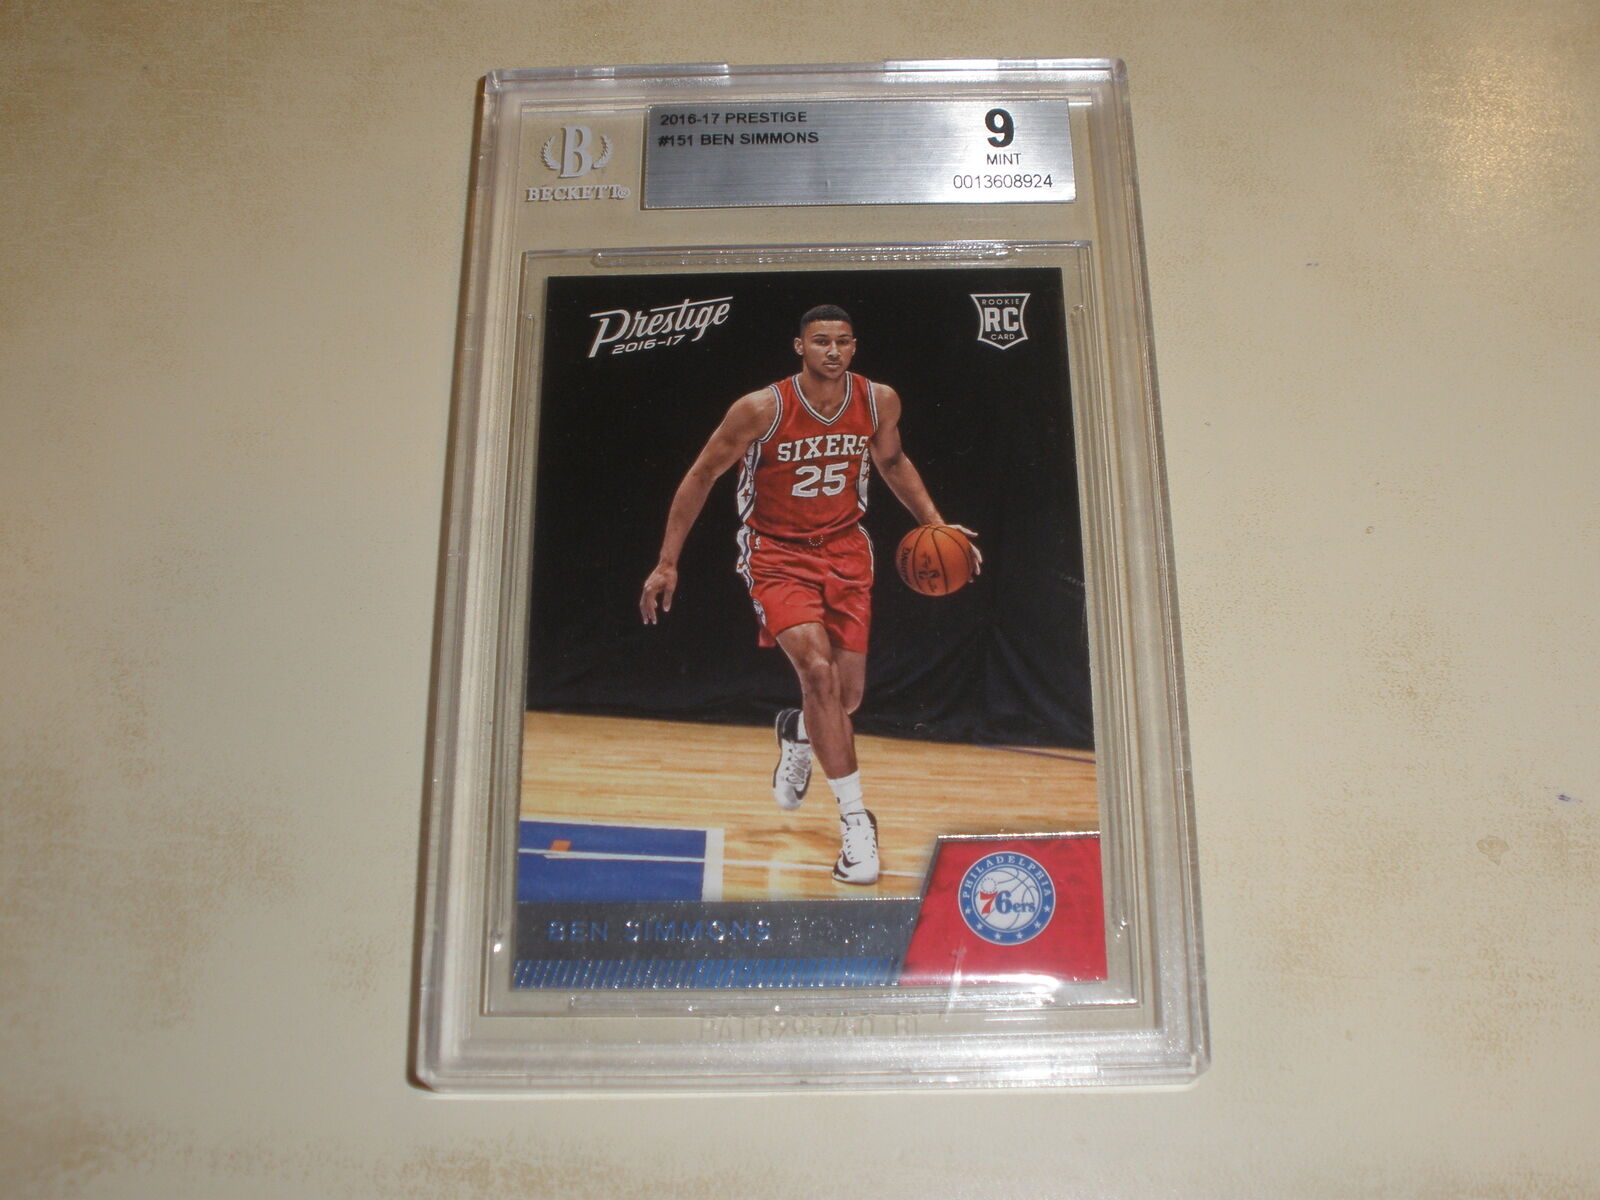 2016-17 PRESTIGE
#151 BEN SIMMONS
9
MINT
0013608924
B
BECKETT®
Prestige
2016-17
ROOKIE
RC
CARD
SIXERS
25
BEN SIMMONS
PHILADELPHIA
76ers